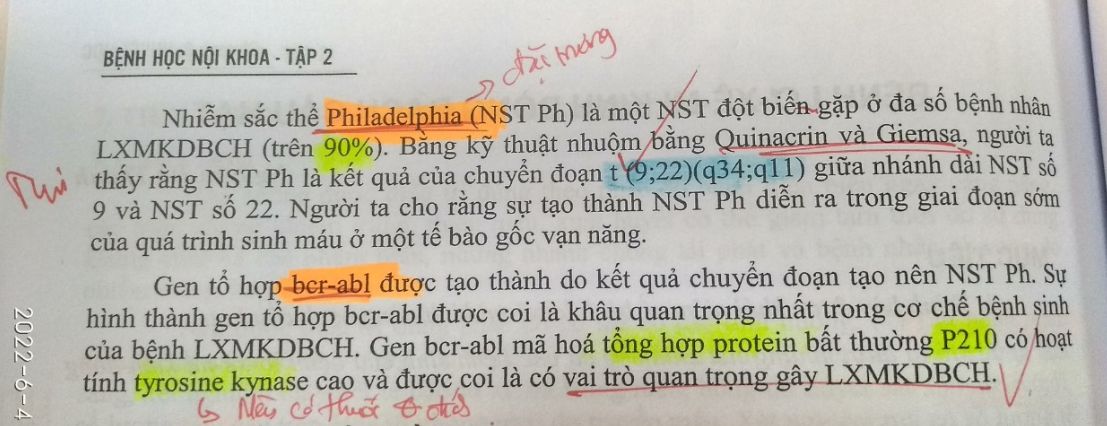 BỆNH HỌC NỘI KHOA - TẬP 2
đặc trưng
Nhiễm sắc thể Philadelphia (NST Ph) là một NST đột biến gặp ở đa số bệnh nhân
LXMKDBCH (trên 90%). Bằng kỹ thuật nhuộm bằng Quinacrin và Giemsa, người ta
thấy rằng NST Ph là kết quả của chuyển đoạn t (9;22)(q34;q11) giữa nhánh dài NST số
9 và NST số 22. Người ta cho rằng sự tạo thành NST Ph diễn ra trong giai đoạn sớm
của quá trình sinh máu ở một tế bào gốc vạn năng.
Gen tổ hợp bcr-abl được tạo thành do kết quả chuyển đoạn tạo nên NST Ph. Sự
hình thành gen tổ hợp bcr-abl được coi là khâu quan trọng nhất trong cơ chế bệnh sinh
của bệnh LXMKDBCH. Gen bcr-abl mã hoá tổng hợp protein bất thường P210 có hoạt
tính tyrosine kynase cao và được coi là có vai trò quan trọng gây LXMKDBCH.
có thuốc
2022-6-4